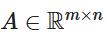 A ∈ ℝ^{m×n}